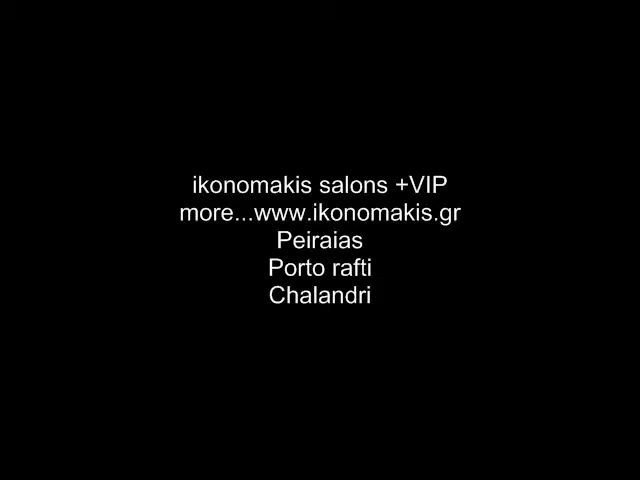 ikonomakis salons +VIP
more...www.ikonomakis.gr
Peiraias
Porto rafti
Chalandri